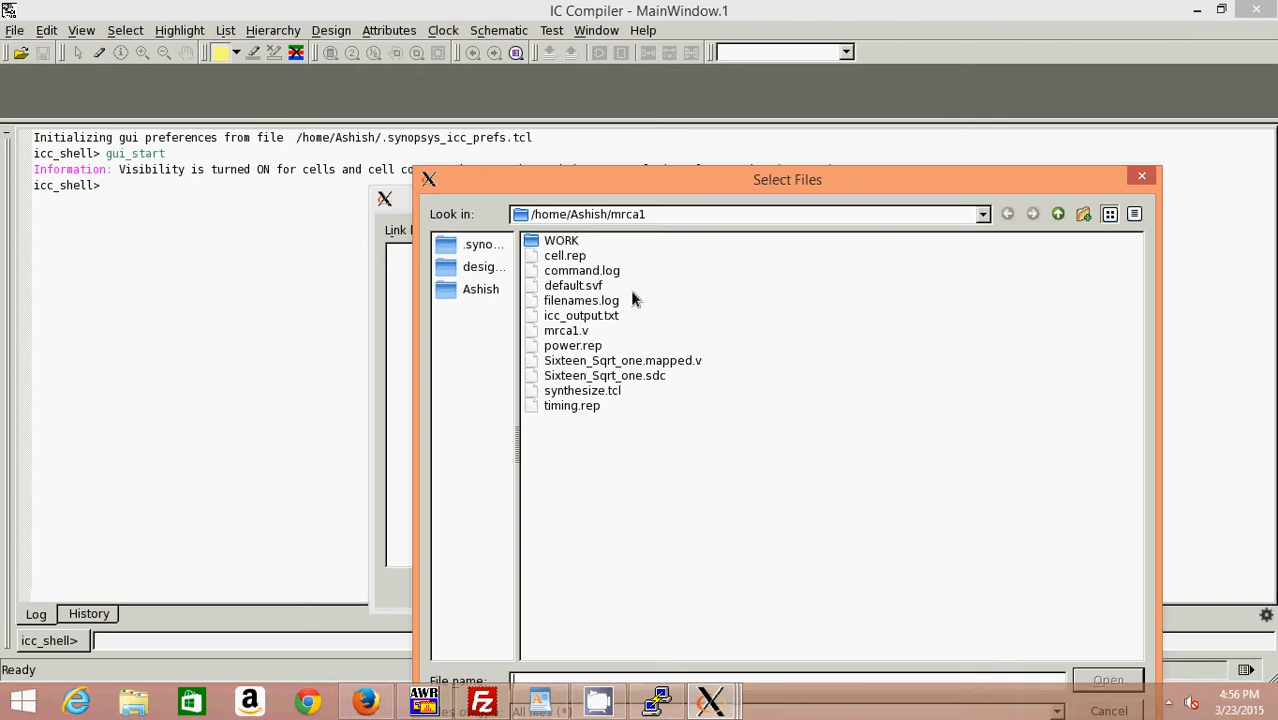 IC Compiler - MainWindow.1
File Edit View Select Highlight List Hierarchy Design Attributes Clock Schematic Test Window Help
Initializing gui preferences from file /home/Ashish/.synopsys_icc_prefs.tcl
icc_shell> gui_start
Information: Visibility is turned ON for cells and cell co
icc_shell>
Select Files
Look in: /home/Ashish/mrca1
Link
.syno...
desig...
Ashish
WORK
cell.rep
command.log
default.svf
filenames.log
icc_output.txt
mrca1.v
power.rep
Sixteen_Sqrt_one.mapped.v
Sixteen_Sqrt_one.sdc
synthesize.tcl
timing.rep
Log History
icc_shell>
Ready
File name: Open
All files (*) Cancel
AWR
4:56 PM
3/23/2015